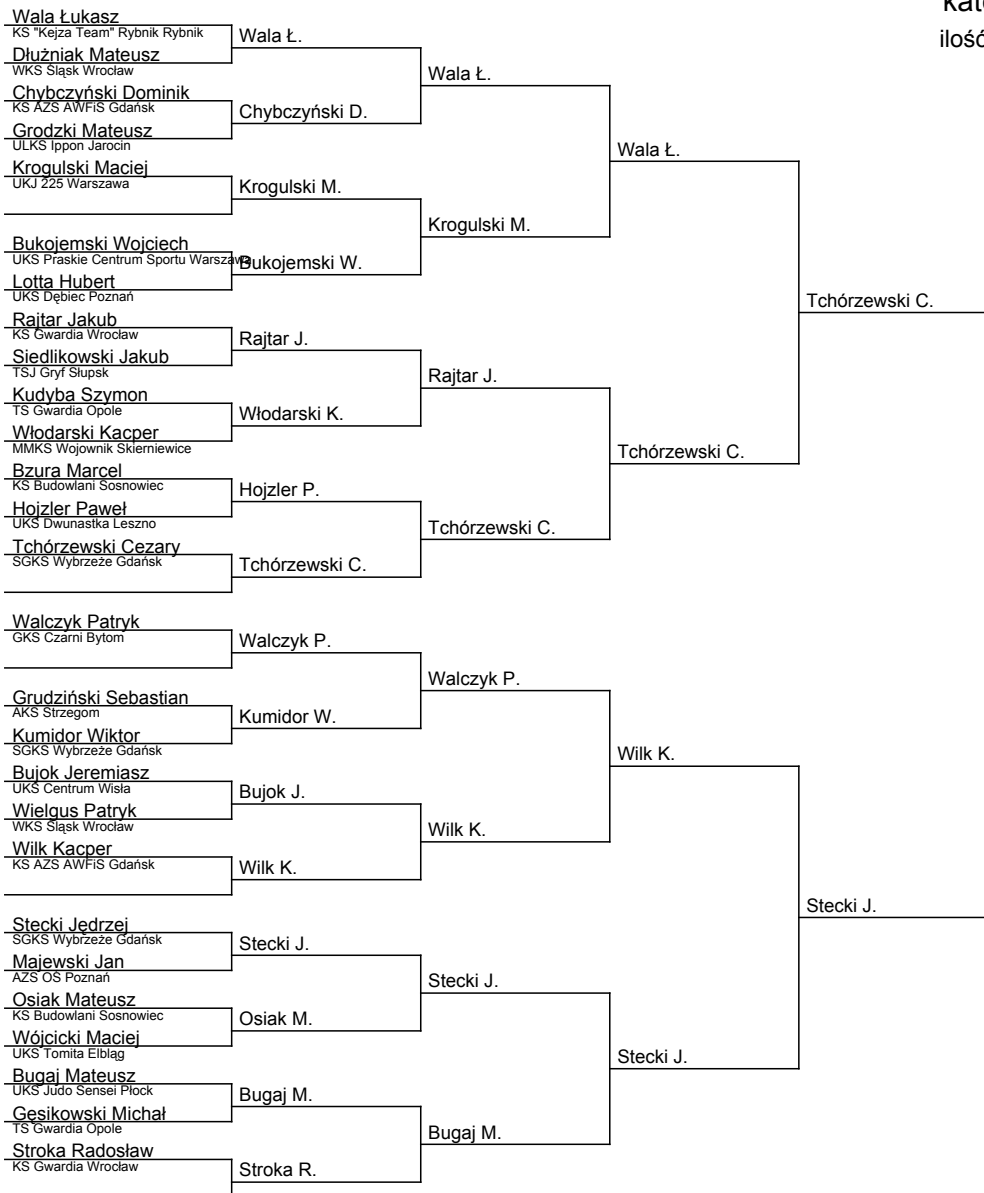 kat
ilość
Wala Łukasz
KS "Kejza Team" Rybnik Rybnik
Dłużniak Mateusz
WKS Śląsk Wrocław
Chybczyński Dominik
KS AZS AWFiS Gdańsk
Grodzki Mateusz
ULKS Ippon Jarocin
Krogulski Maciej
UKJ 225 Warszawa
Bukojemski Wojciech
UKS Praskie Centrum Sportu Warszawa
Lotta Hubert
UKS Dębiec Poznań
Rajtar Jakub
KS Gwardia Wrocław
Siedlikowski Jakub
TSJ Gryf Słupsk
Kudyba Szymon
TS Gwardia Opole
Włodarski Kacper
MMKS Wojownik Skierniewice
Bzura Marcel
KS Budowlani Sosnowiec
Hojzler Paweł
UKS Dwunastka Leszno
Tchórzewski Cezary
SGKS Wybrzeże Gdańsk
Walczyk Patryk
GKS Czarni Bytom
Grudziński Sebastian
AKS Strzegom
Kumidor Wiktor
SGKS Wybrzeże Gdańsk
Bujok Jeremiasz
UKS Centrum Wisła
Wielgus Patryk
WKS Śląsk Wrocław
Wilk Kacper
KS AZS AWFiS Gdańsk
Stecki Jędrzej
SGKS Wybrzeże Gdańsk
Majewski Jan
AZS OŚ Poznań
Osiak Mateusz
KS Budowlani Sosnowiec
Wójcicki Maciej
UKS Tomita Elbląg
Bugaj Mateusz
UKS Judo Sensei Płock
Gęsikowski Michał
TS Gwardia Opole
Stroka Radosław
KS Gwardia Wrocław
Wala Ł.
Chybczyński D.
Krogulski M.
Bukojemski W.
Rajtar J.
Włodarski K.
Hojzler P.
Tchórzewski C.
Walczyk P.
Kumidor W.
Bujok J.
Wilk K.
Stecki J.
Osiak M.
Bugaj M.
Stroka R.
Wala Ł.
Krogulski M.
Rajtar J.
Tchórzewski C.
Walczyk P.
Wilk K.
Stecki J.
Bugaj M.
Wala Ł.
Tchórzewski C.
Wilk K.
Stecki J.
Tchórzewski C.
Stecki J.